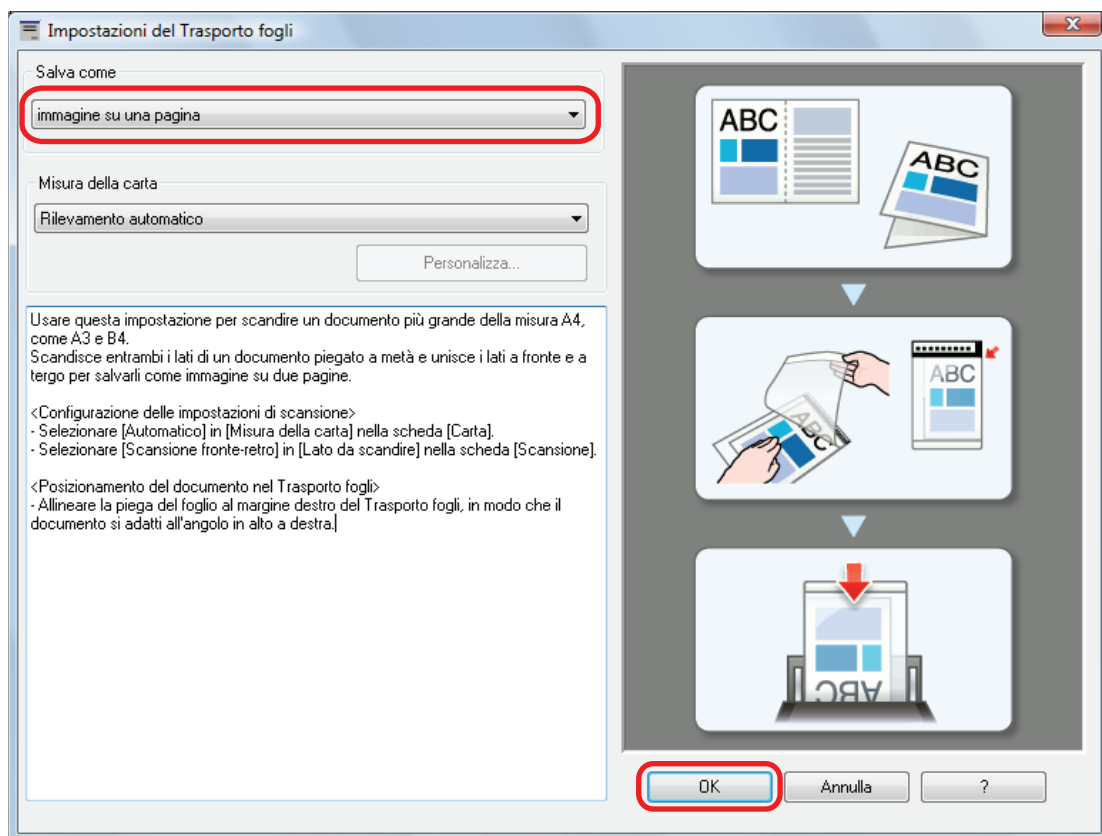 Impostazioni del Trasporto fogli
Salva come
immagine su una pagina
Misura della carta
Rilevamento automatico
Personalizza...
Usare questa impostazione per scandire un documento più grande della misura A4,
come A3 e B4.
Scandisce entrambi i lati di un documento piegato a metà e unisce i lati a fronte e a
tergo per salvarli come immagine su due pagine.
<Configurazione delle impostazioni di scansione>
- Selezionare [Automatico] in [Misura della carta] nella scheda [Carta].
- Selezionare [Scansione fronte-retro] in [Lato da scandire] nella scheda [Scansione].
<Posizionamento del documento nel Trasporto fogli>
- Allineare la piega del foglio al margine destro del Trasporto fogli, in modo che il
documento si adatti all'angolo in alto a destra.
ABC
ABC
ABC
ABC
ABC
OK
Annulla
?